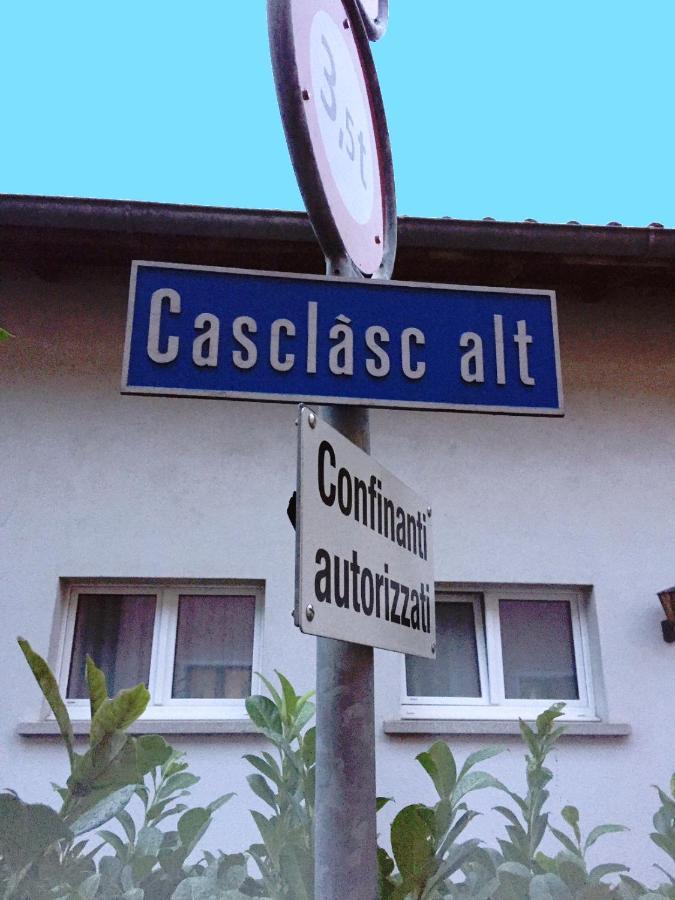 3,5t
Casclàsc alt
Confinanti
autorizzati